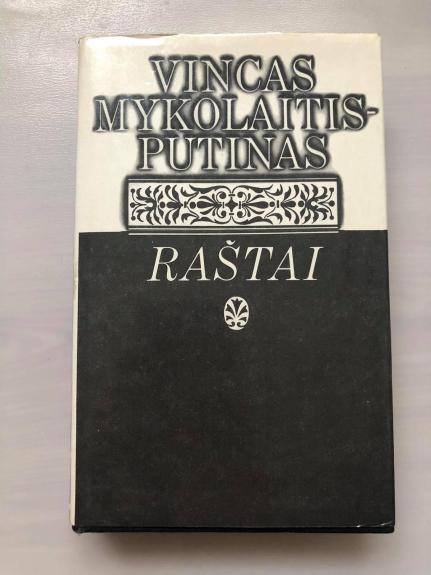 VINCAS
MYKOLAITIS-
PUTINAS
RAŠTAI